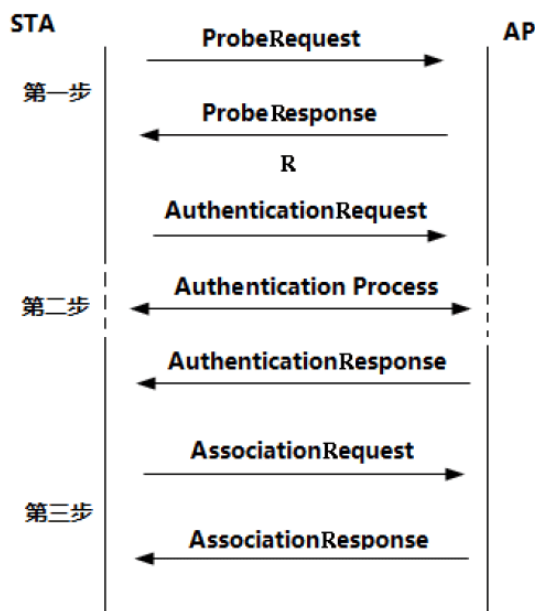 STA
AP
ProbeRequest
第一步
ProbeResponse
R
AuthenticationRequest
Authentication Process
第二步
AuthenticationResponse
AssociationRequest
第三步
AssociationResponse